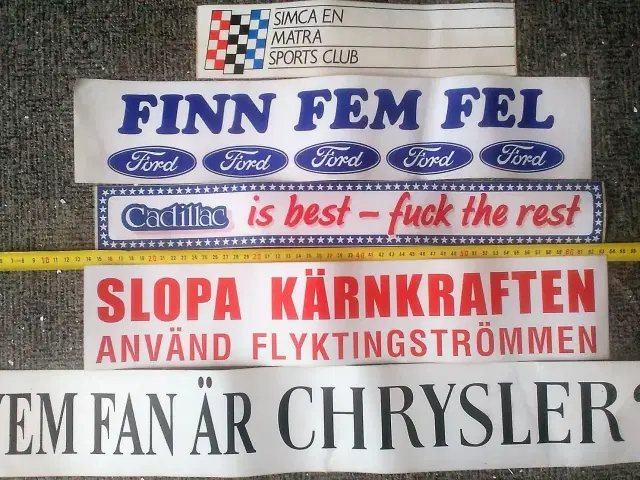 SIMCA EN
MATRA
SPORTS CLUB
FINN FEM FEL
Ford Ford Ford Ford Ford
Cadillac is best – fuck the rest
SLOPA KÄRNKRAFTEN
ANVÄND FLYKTINGSTRÖMMEN
VEM FAN ÄR CHRYSLER?